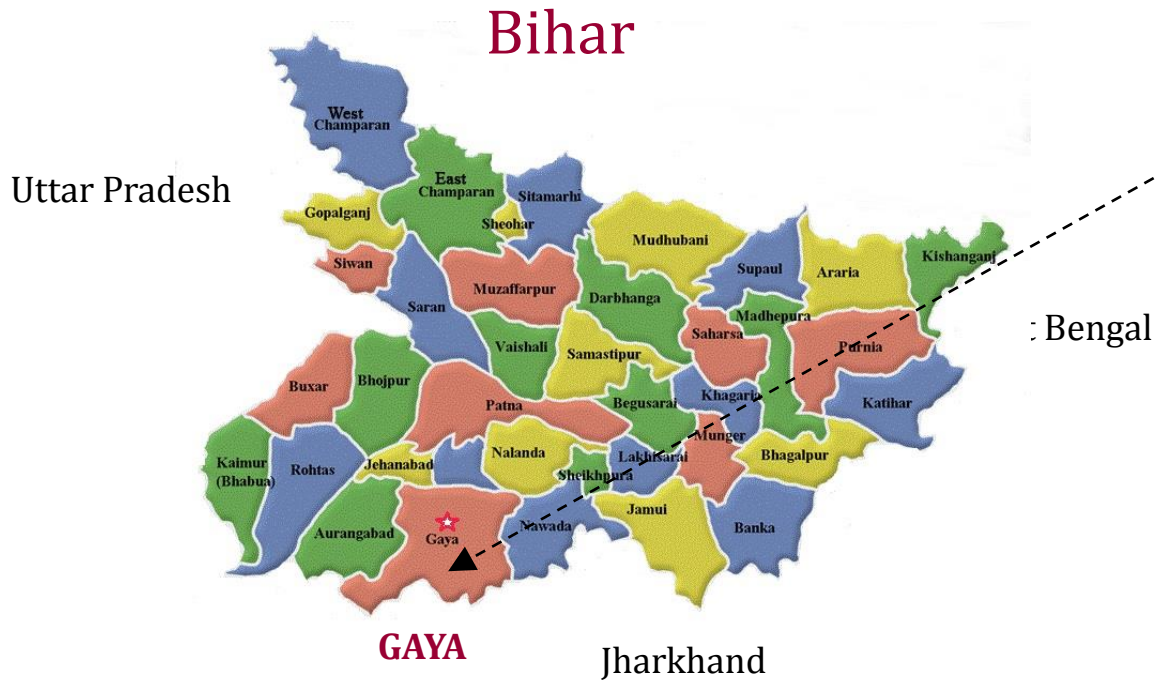 Bihar
West
Champaran
Uttar Pradesh
East
Champaran
Sitamarhi
Gopalganj
Sheohar
Mudhubani
Siwan
Supaul
Araria
Kishanganj
Muzaffarpur
Darbhanga
Saran
Madhepura
t Bengal
Saharsa
Purnia
Vaishali
Samastipur
Buxar
Bhojpur
Khagaria
Patna
Begusarai
Katihar
Munger
Nalanda
Lakhisarai
Bhagalpur
Kaimur
(Bhabua)
Rohtas
Jehanabad
Sheikhpura
Jamui
Nawada
Banka
Aurangabad
Gaya
GAYA
Jharkhand